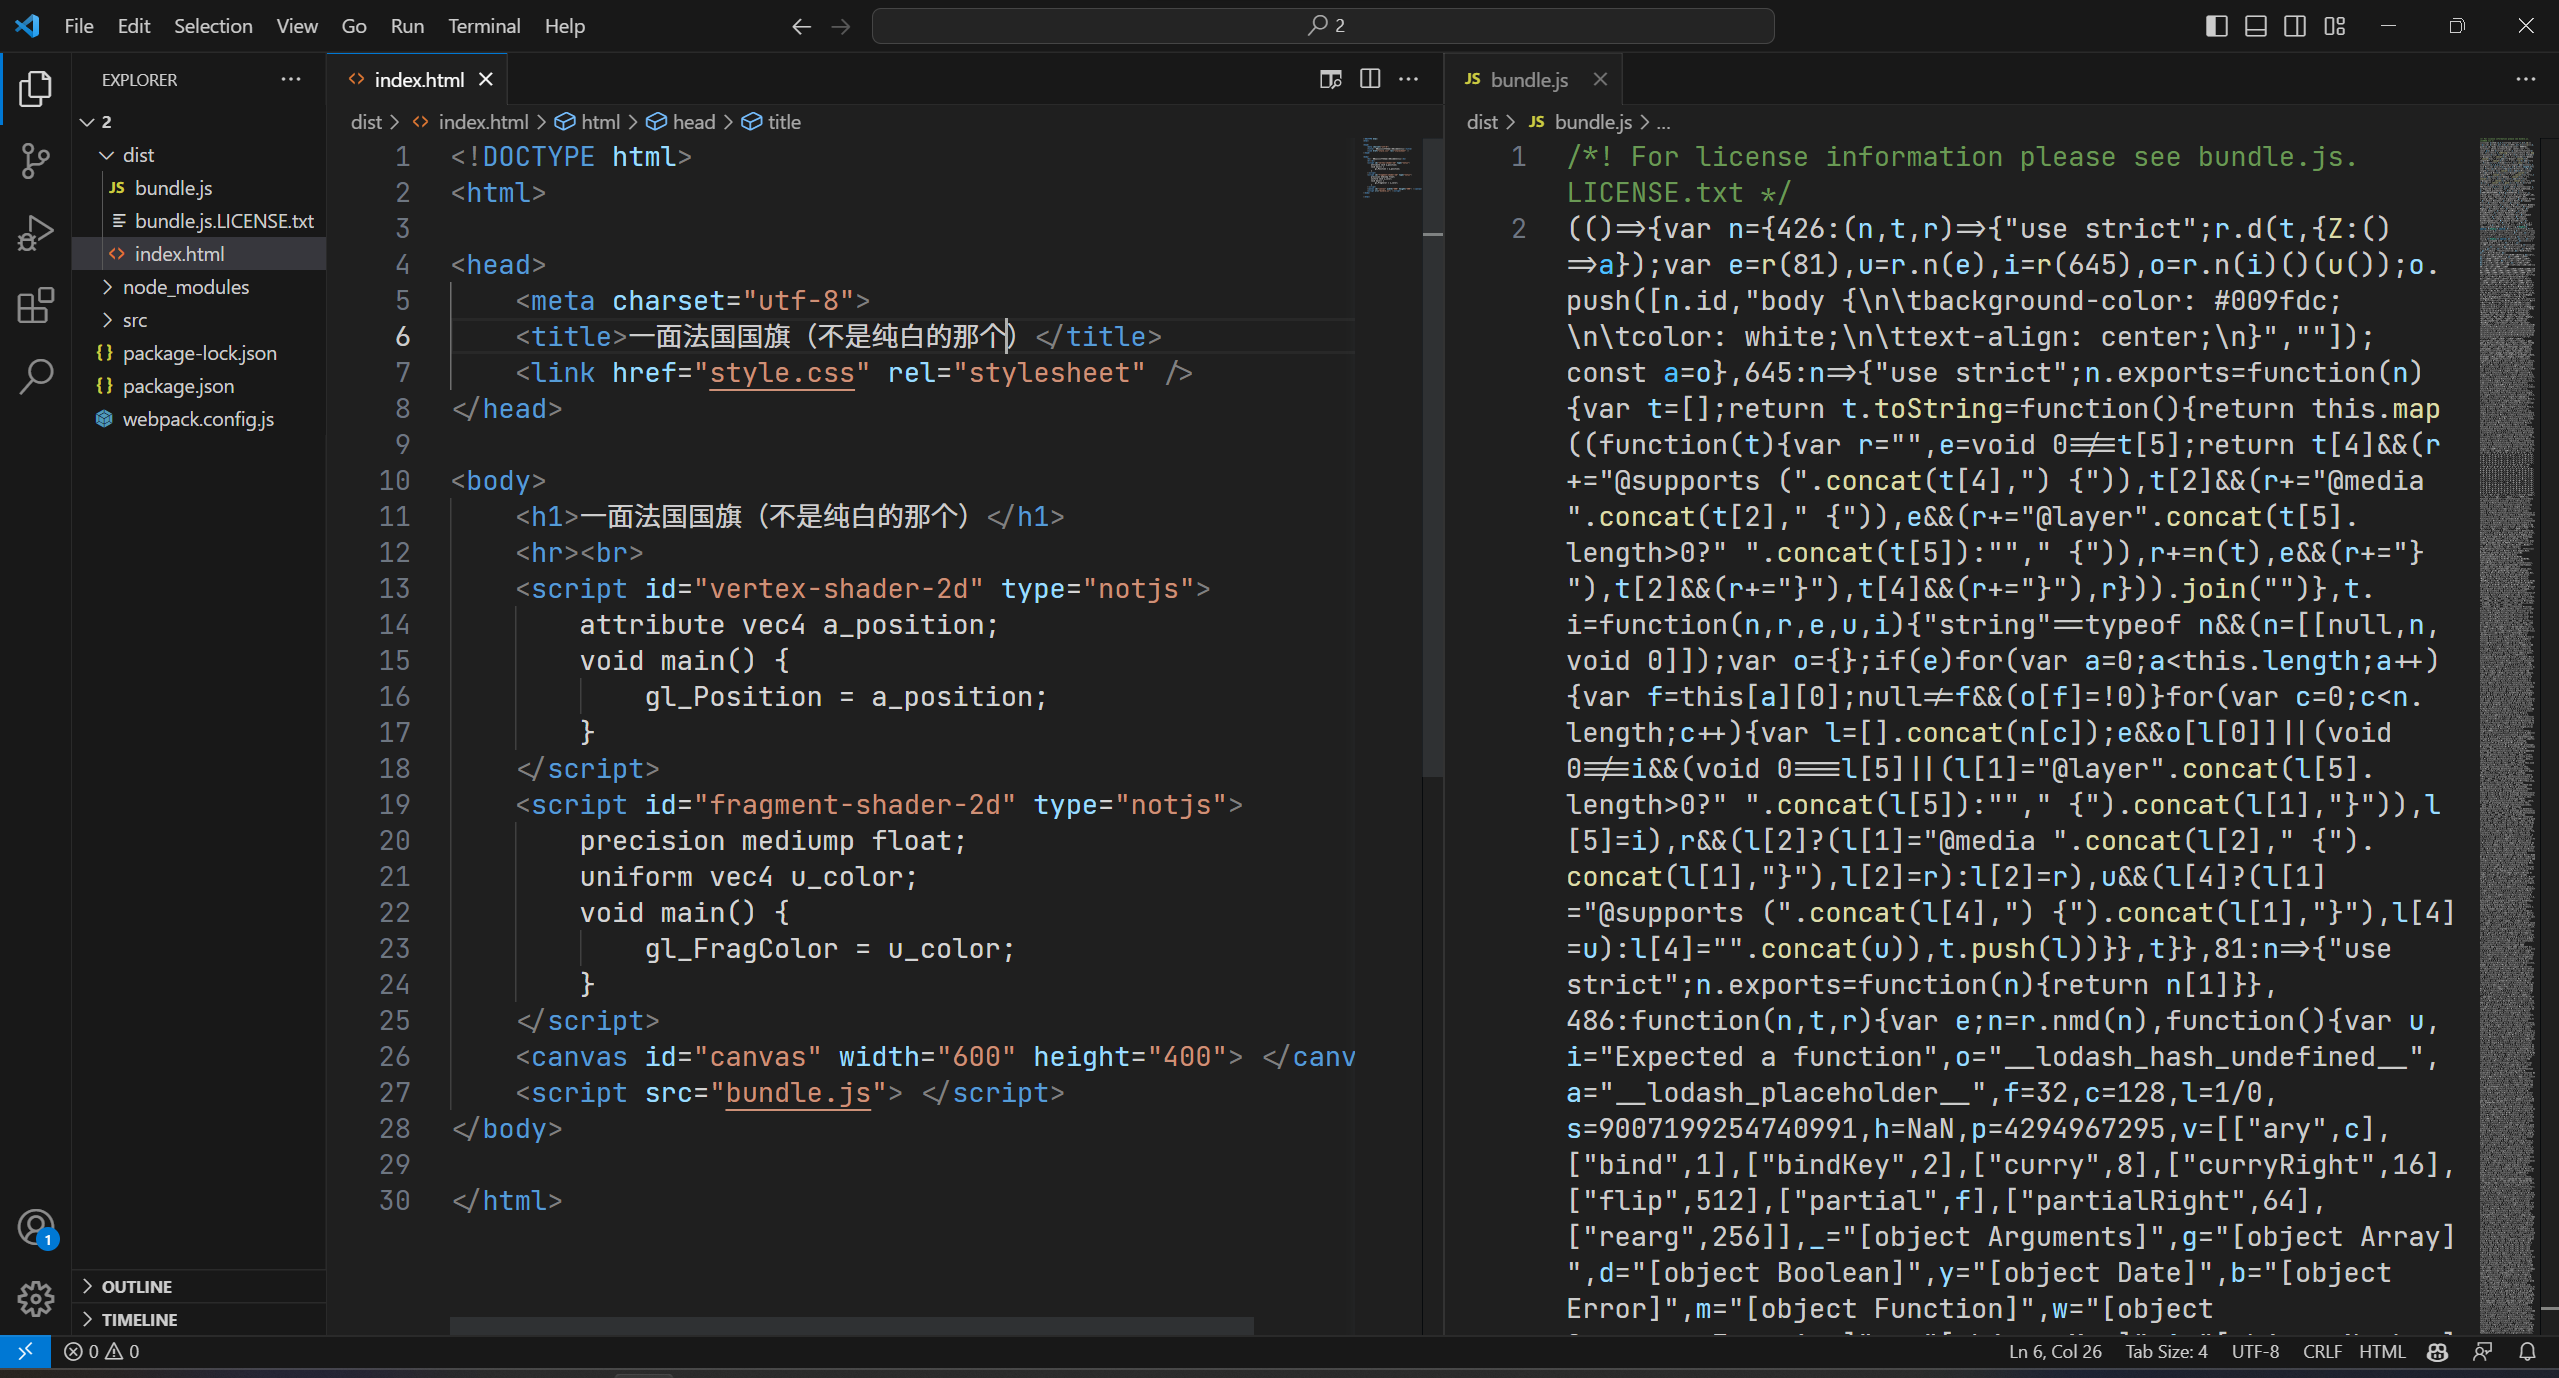 File Edit Selection View Go Run Terminal Help
2
EXPLORER
2
dist
JS bundle.js
bundle.js.LICENSE.txt
<> index.html
node_modules
src
{} package-lock.json
{} package.json
webpack.config.js
1
OUTLINE
TIMELINE
<> index.html
dist > <> index.html > html > head > title
1 <!DOCTYPE html>
2 <html>
3
4 <head>
5 <meta charset="utf-8">
6 <title>一面法国国旗（不是纯白的那个）</title>
7 <link href="style.css" rel="stylesheet" />
8 </head>
9
10 <body>
11 <h1>一面法国国旗（不是纯白的那个）</h1>
12 <hr><br>
13 <script id="vertex-shader-2d" type="notjs">
14 attribute vec4 a_position;
15 void main() {
16 gl_Position = a_position;
17 }
18 </script>
19 <script id="fragment-shader-2d" type="notjs">
20 precision mediump float;
21 uniform vec4 u_color;
22 void main() {
23 gl_FragColor = u_color;
24 }
25 </script>
26 <canvas id="canvas" width="600" height="400"> </canv
27 <script src="bundle.js"> </script>
28 </body>
29
30 </html>
JS bundle.js
dist > JS bundle.js > ...
1 /*! For license information please see bundle.js.
LICENSE.txt */
2 (()=>{var n={426:(n,t,r)=>{"use strict";r.d(t,{Z:()
=>a});var e=r(81),u=r.n(e),i=r(645),o=r.n(i)()(u());o.
push([n.id,"body {\n\tbackground-color: #009fdc;
\n\tcolor: white;\n\ttext-align: center;\n}",""]);
const a=o},645:n=>{"use strict";n.exports=function(n)
{var t=[];return t.toString=function(){return this.map
((function(t){var r="",e=void 0!==t[5];return t[4]&&(r
+="@supports (".concat(t[4],") {")),t[2]&&(r+="@media
".concat(t[2]," {")),e&&(r+="@layer".concat(t[5].
length>0?" ".concat(t[5]):""," {")),r+=n(t),e&&(r+="}
"),t[2]&&(r+="}"),t[4]&&(r+="}"),r})).join("")},t.
i=function(n,r,e,u,i){"string"==typeof n&&(n=[[null,n,
void 0]]);var o={};if(e)for(var a=0;a<this.length;a++)
{var f=this[a][0];null!=f&&(o[f]=!0)}for(var c=0;c<n.
length;c++){var l=[].concat(n[c]);e&&o[l[0]]||(void
0!==i&&(void 0===l[5]||(l[1]="@layer".concat(l[5].
length>0?" ".concat(l[5]):""," {").concat(l[1],"}")),l
[5]=i),r&&(l[2]?(l[1]="@media ".concat(l[2]," {").
concat(l[1],"}"),l[2]=r):l[2]=r),u&&(l[4]?(l[1]
="@supports (".concat(l[4],") {").concat(l[1],"}"),l[4]
=u):l[4]="".concat(u)),t.push(l))}},t}},81:n=>{"use
strict";n.exports=function(n){return n[1]}},
486:function(n,t,r){var e;n=r.nmd(n),function(){var u,
i="Expected a function",o="__lodash_hash_undefined__",
a="__lodash_placeholder__",f=32,c=128,l=1/0,
s=9007199254740991,h=NaN,p=4294967295,v=[["ary",c],
["bind",1],["bindKey",2],["curry",8],["curryRight",16],
["flip",512],["partial",f],["partialRight",64],
["rearg",256]],_="[object Arguments]",g="[object Array]
",d="[object Boolean]",y="[object Date]",b="[object
Error]",m="[object Function]",w="[object
0 0
Ln 6, Col 26 Tab Size: 4 UTF-8 CRLF HTML